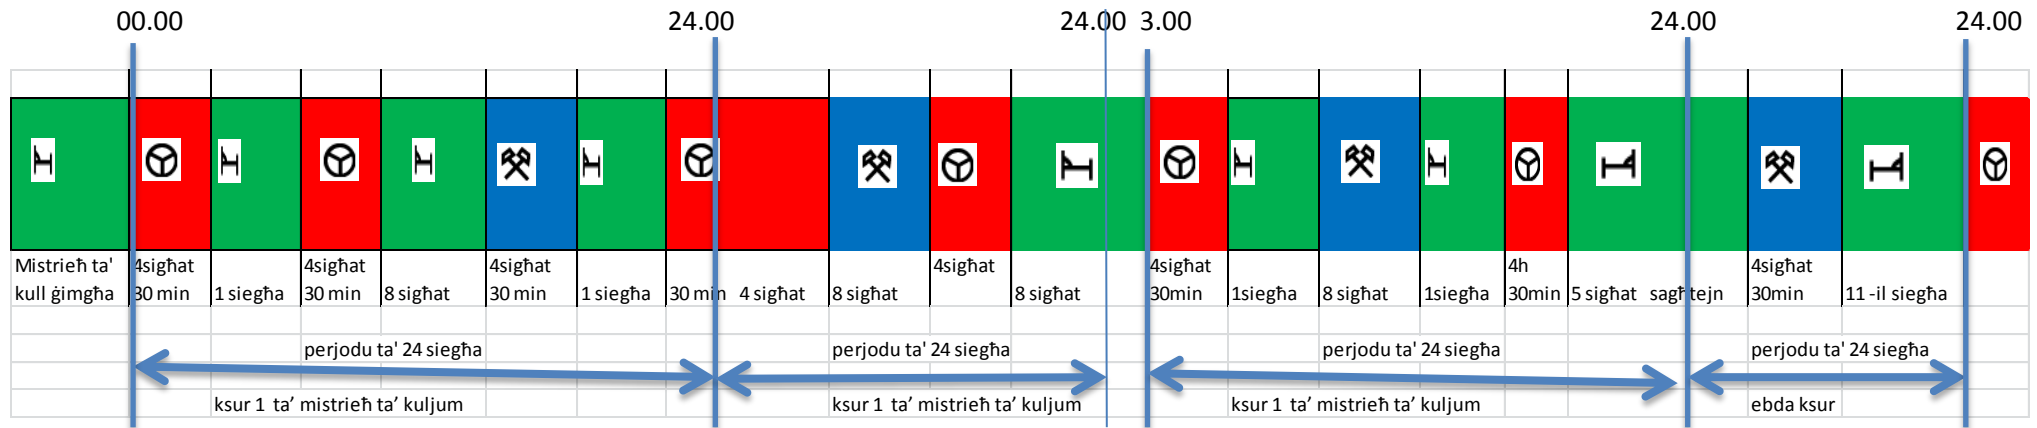 00.00 24.00 24.00 3.00 24.00 24.00
Mistrieħ ta' 4sigħat 4sigħat 4sigħat 4sigħat 4sigħat 4h 4sigħat
kull ġimgħa 30 min 1 siegħa 30 min 8 sigħat 30 min 1 siegħa 30 min 4 sigħat 8 sigħat 8 sigħat 30min 1siegħa 8 sigħat 1siegħa 30min 5 sigħat sagħtejn 30min 11 -il siegħa
perjodu ta' 24 siegħa perjodu ta' 24 siegħa perjodu ta' 24 siegħa perjodu ta' 24 siegħa
ksur 1 ta’ mistrieħ ta’ kuljum ksur 1 ta’ mistrieħ ta’ kuljum ksur 1 ta’ mistrieħ ta’ kuljum ebda ksur